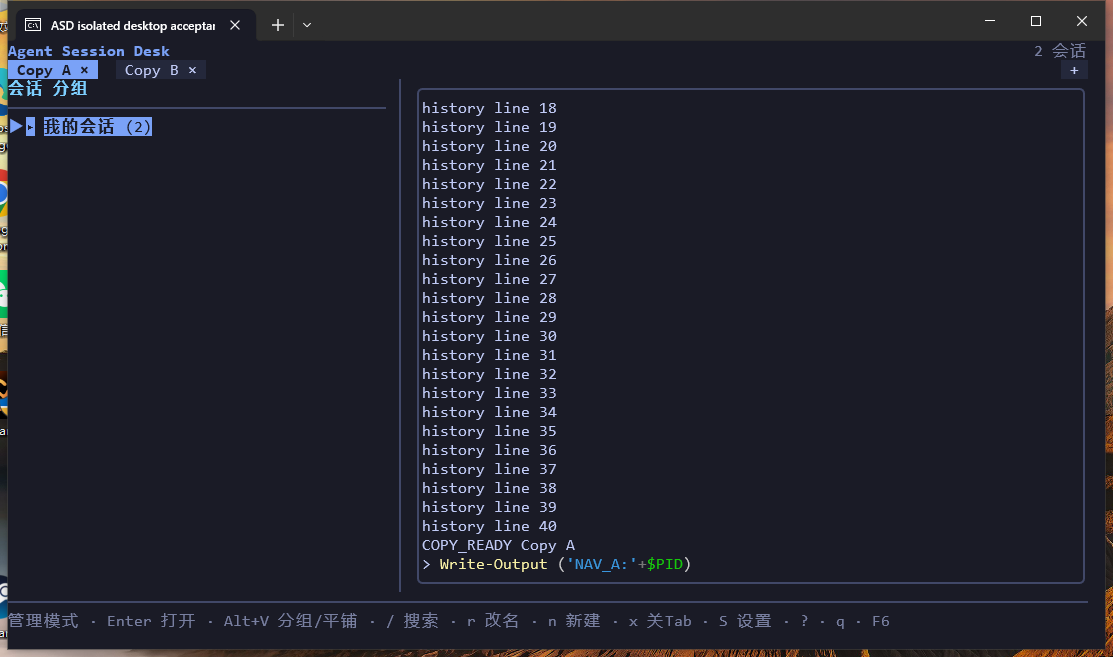 ASD isolated desktop acceptar
Agent Session Desk
2 会话
Copy A × Copy B ×
+
会话 分组
▶▸ 我的会话 (2)
history line 18
history line 19
history line 20
history line 21
history line 22
history line 23
history line 24
history line 25
history line 26
history line 27
history line 28
history line 29
history line 30
history line 31
history line 32
history line 33
history line 34
history line 35
history line 36
history line 37
history line 38
history line 39
history line 40
COPY_READY Copy A
> Write-Output ('NAV_A:'+$PID)
管理模式 · Enter 打开 · Alt+V 分组/平铺 · / 搜索 · r 改名 · n 新建 · x 关Tab · S 设置 · ? · q · F6